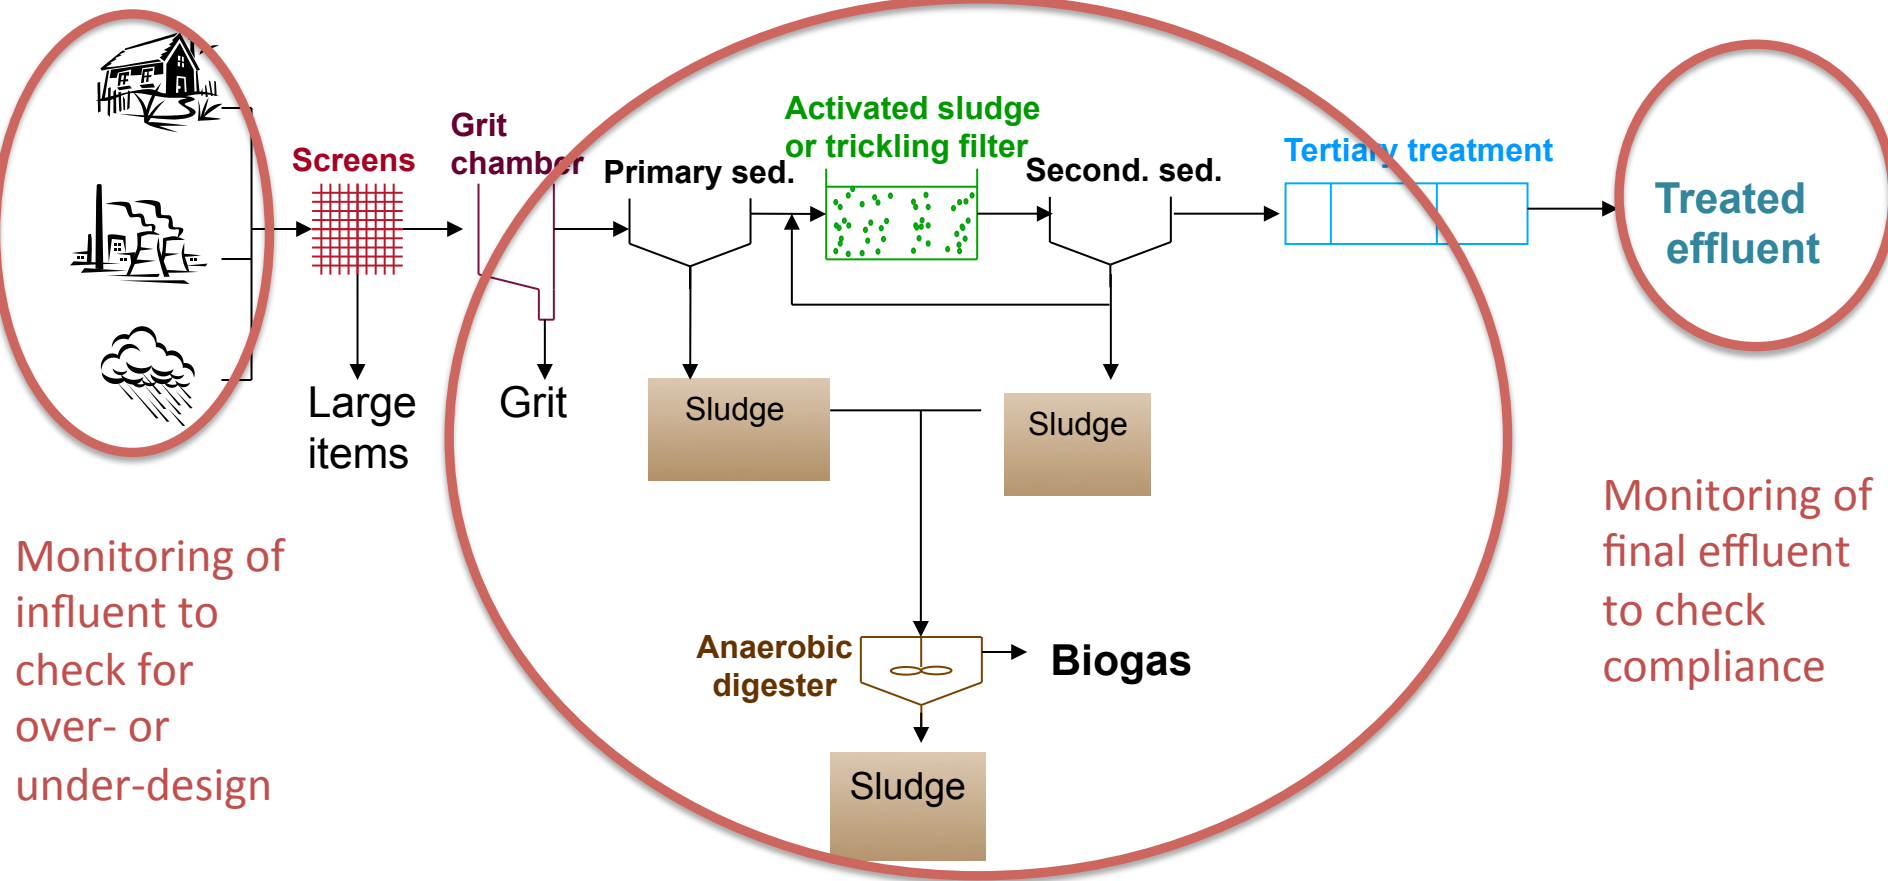 Screens
Grit
chamber
Primary sed.
Activated sludge
or trickling filter
Second. sed.
Tertiary treatment
Treated
effluent
Large
items
Grit
Sludge
Sludge
Anaerobic
digester
Biogas
Sludge
Monitoring of
influent to
check for
over- or
under-design
Monitoring of
final effluent
to check
compliance